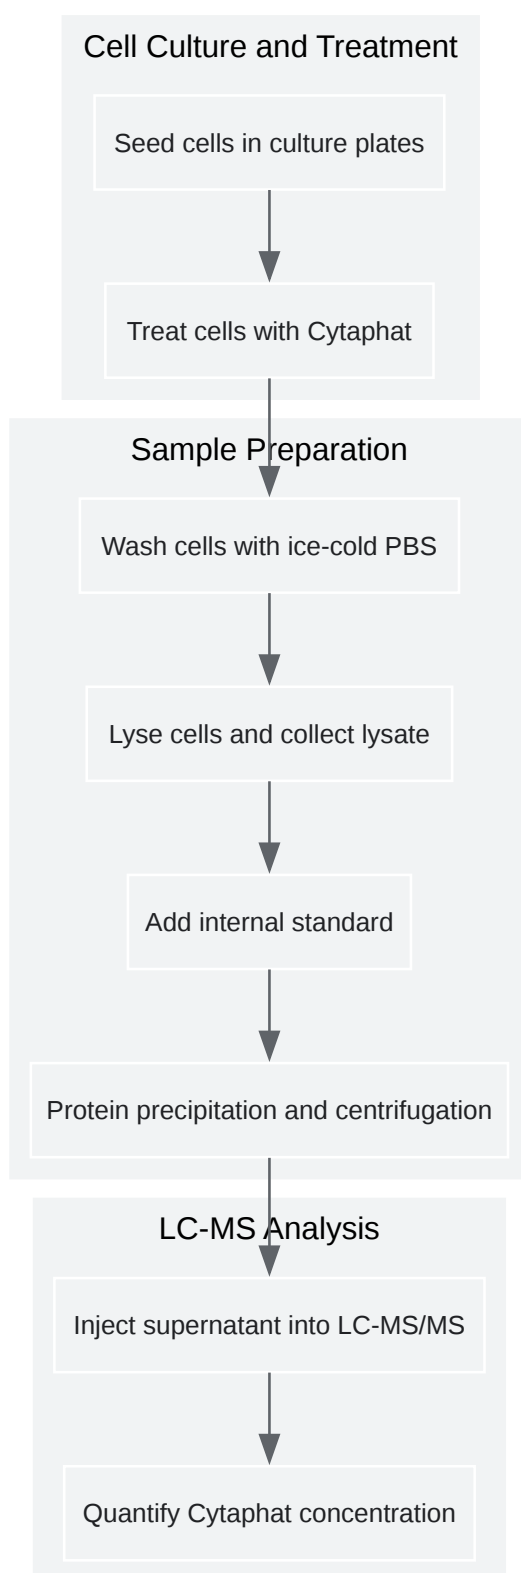 Cell Culture and Treatment
Seed cells in culture plates
Treat cells with Cytaphat
Sample Preparation
Wash cells with ice-cold PBS
Lyse cells and collect lysate
Add internal standard
Protein precipitation and centrifugation
LC-MS Analysis
Inject supernatant into LC-MS/MS
Quantify Cytaphat concentration